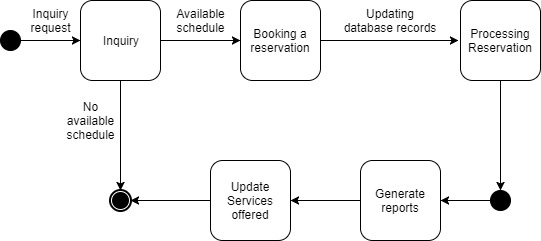 Inquiry
request
Inquiry
Available
schedule
Booking a
reservation
Updating
database records
Processing
Reservation
No
available
schedule
Update
Services
offered
Generate
reports